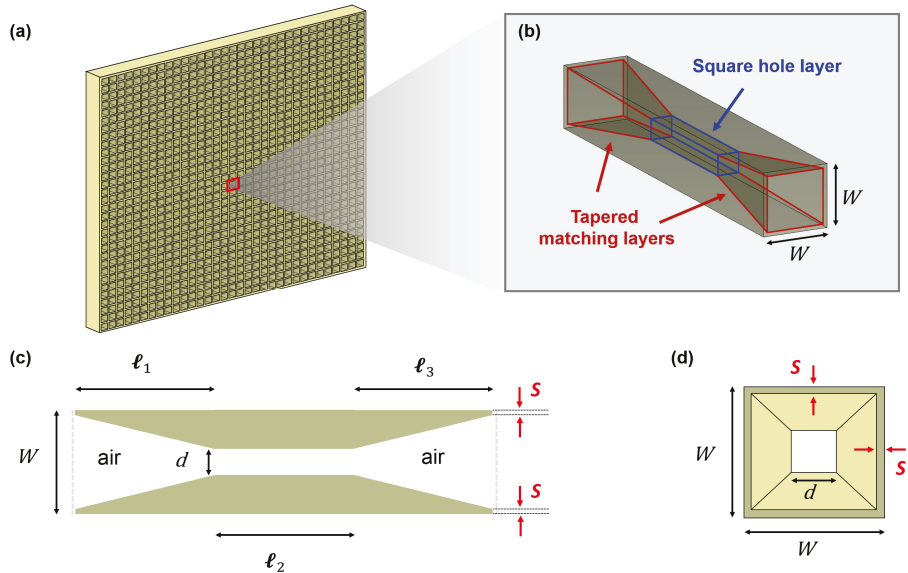 (a)
(b)
Square hole layer
Tapered
matching layers
W
W
(c)
ℓ1
ℓ3
S
W
air
d
air
S
ℓ2
(d)
S
W
d
S
W